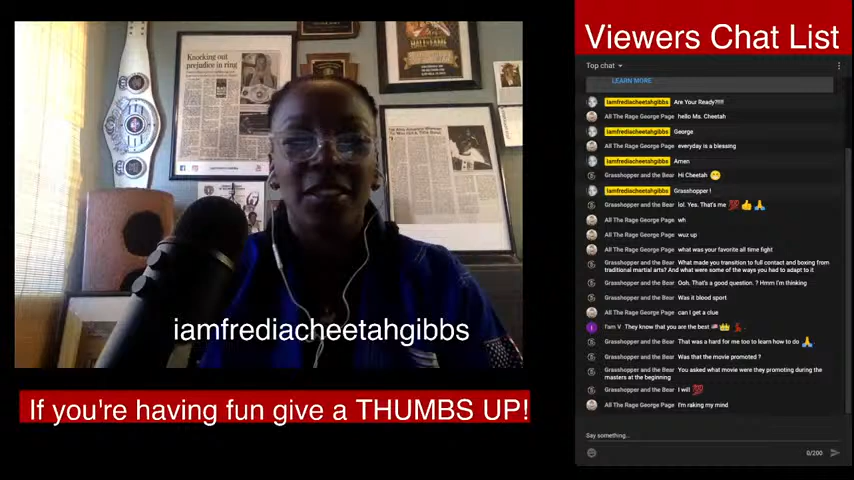 Knocking out
prejudice in ring
HALL OF FAME
iamfrediacheetahgibbs
If you're having fun give a THUMBS UP!
Viewers Chat List
Top chat
LEARN MORE
iamfrediacheetahgibbs Are Your Ready?!!!!
All The Rage George Page hello Ms. Cheetah
iamfrediacheetahgibbs George
All The Rage George Page everyday is a blessing
iamfrediacheetahgibbs Amen
Grasshopper and the Bear Hi Cheetah 😁
iamfrediacheetahgibbs Grasshopper !
Grasshopper and the Bear lol. Yes. That's me 💯👍🙏
All The Rage George Page wh
All The Rage George Page wuz up
All The Rage George Page what was your favorite all time fight
Grasshopper and the Bear What made you transition to full contact and boxing from
traditional martial arts? And what were some of the ways you had to adapt to it
Grasshopper and the Bear Ooh. That's a good question. ? Hmm I'm thinking
Grasshopper and the Bear Was it blood sport
All The Rage George Page can I get a clue
I'am V They know that you are the best 🇺🇸👑💃.
Grasshopper and the Bear That was a hard for me too to learn how to do 🙏.
Grasshopper and the Bear Was that the movie promoted ?
Grasshopper and the Bear You asked what movie were they promoting during the
masters at the beginning
Grasshopper and the Bear I will 💯
All The Rage George Page I'm raking my mind
Say something...
0/200